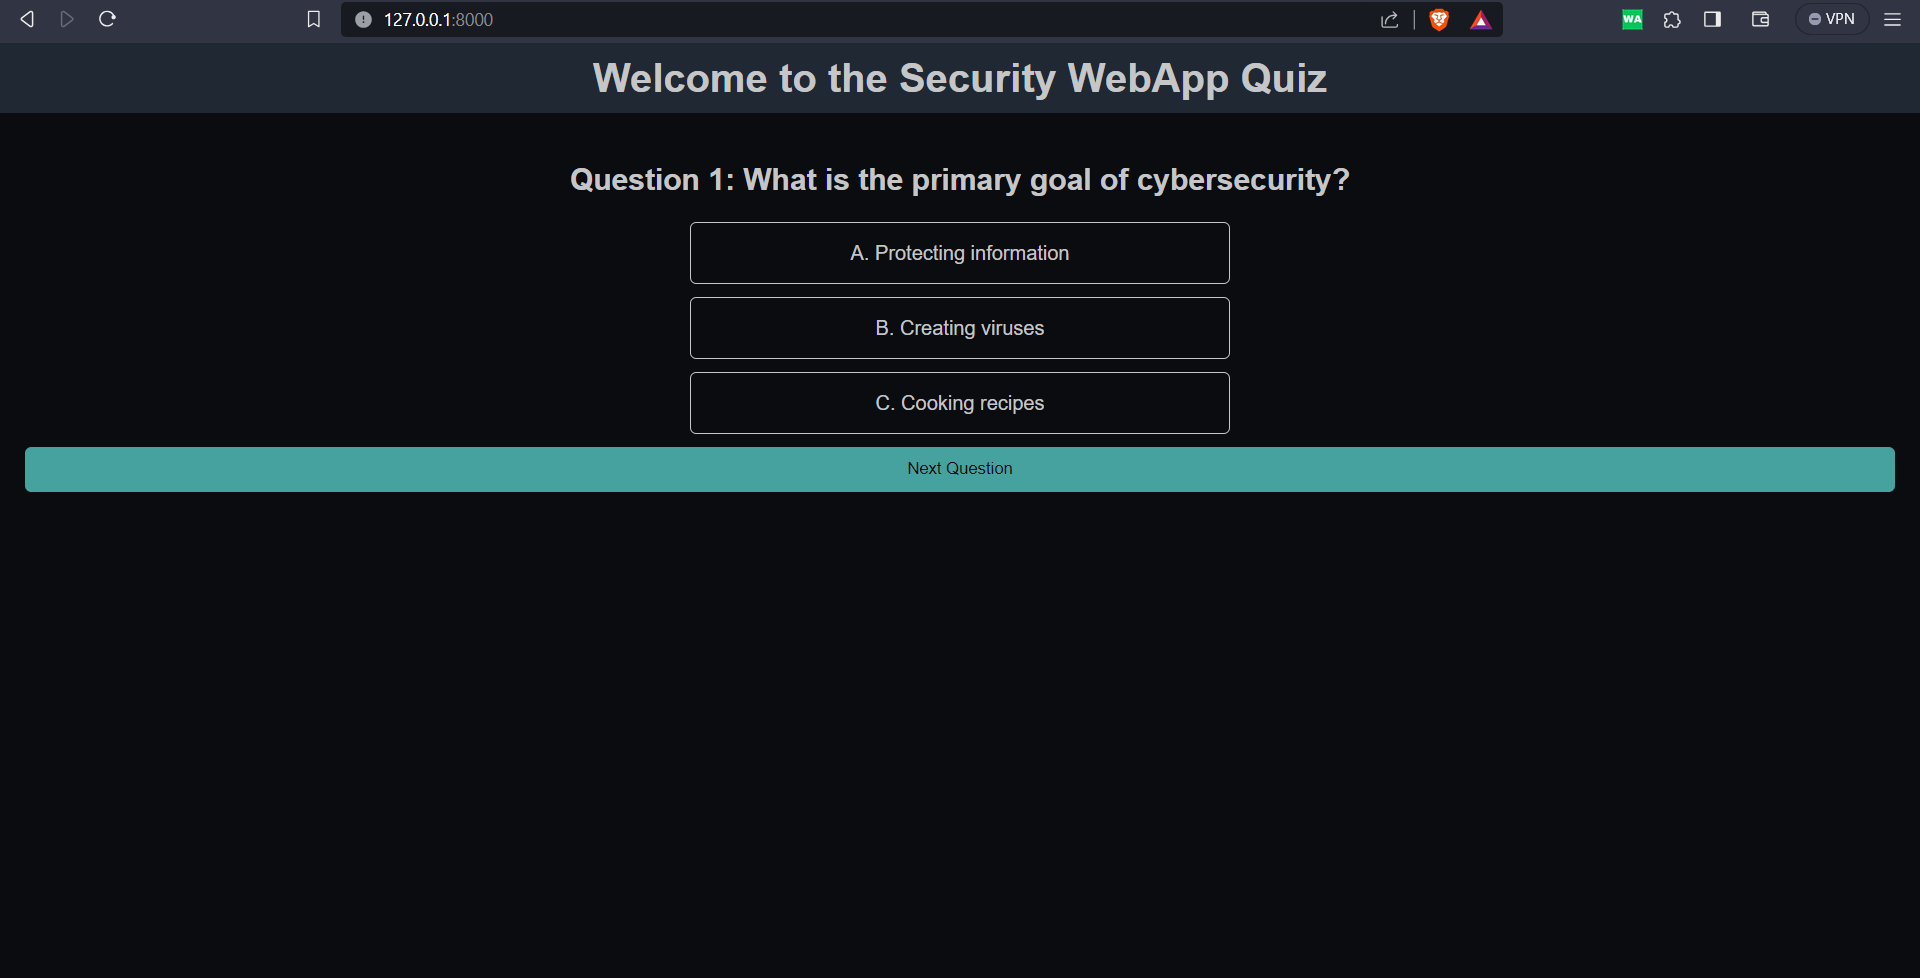 127.0.0.1:8000
WA
VPN
Welcome to the Security WebApp Quiz
Question 1: What is the primary goal of cybersecurity?
A. Protecting information
B. Creating viruses
C. Cooking recipes
Next Question